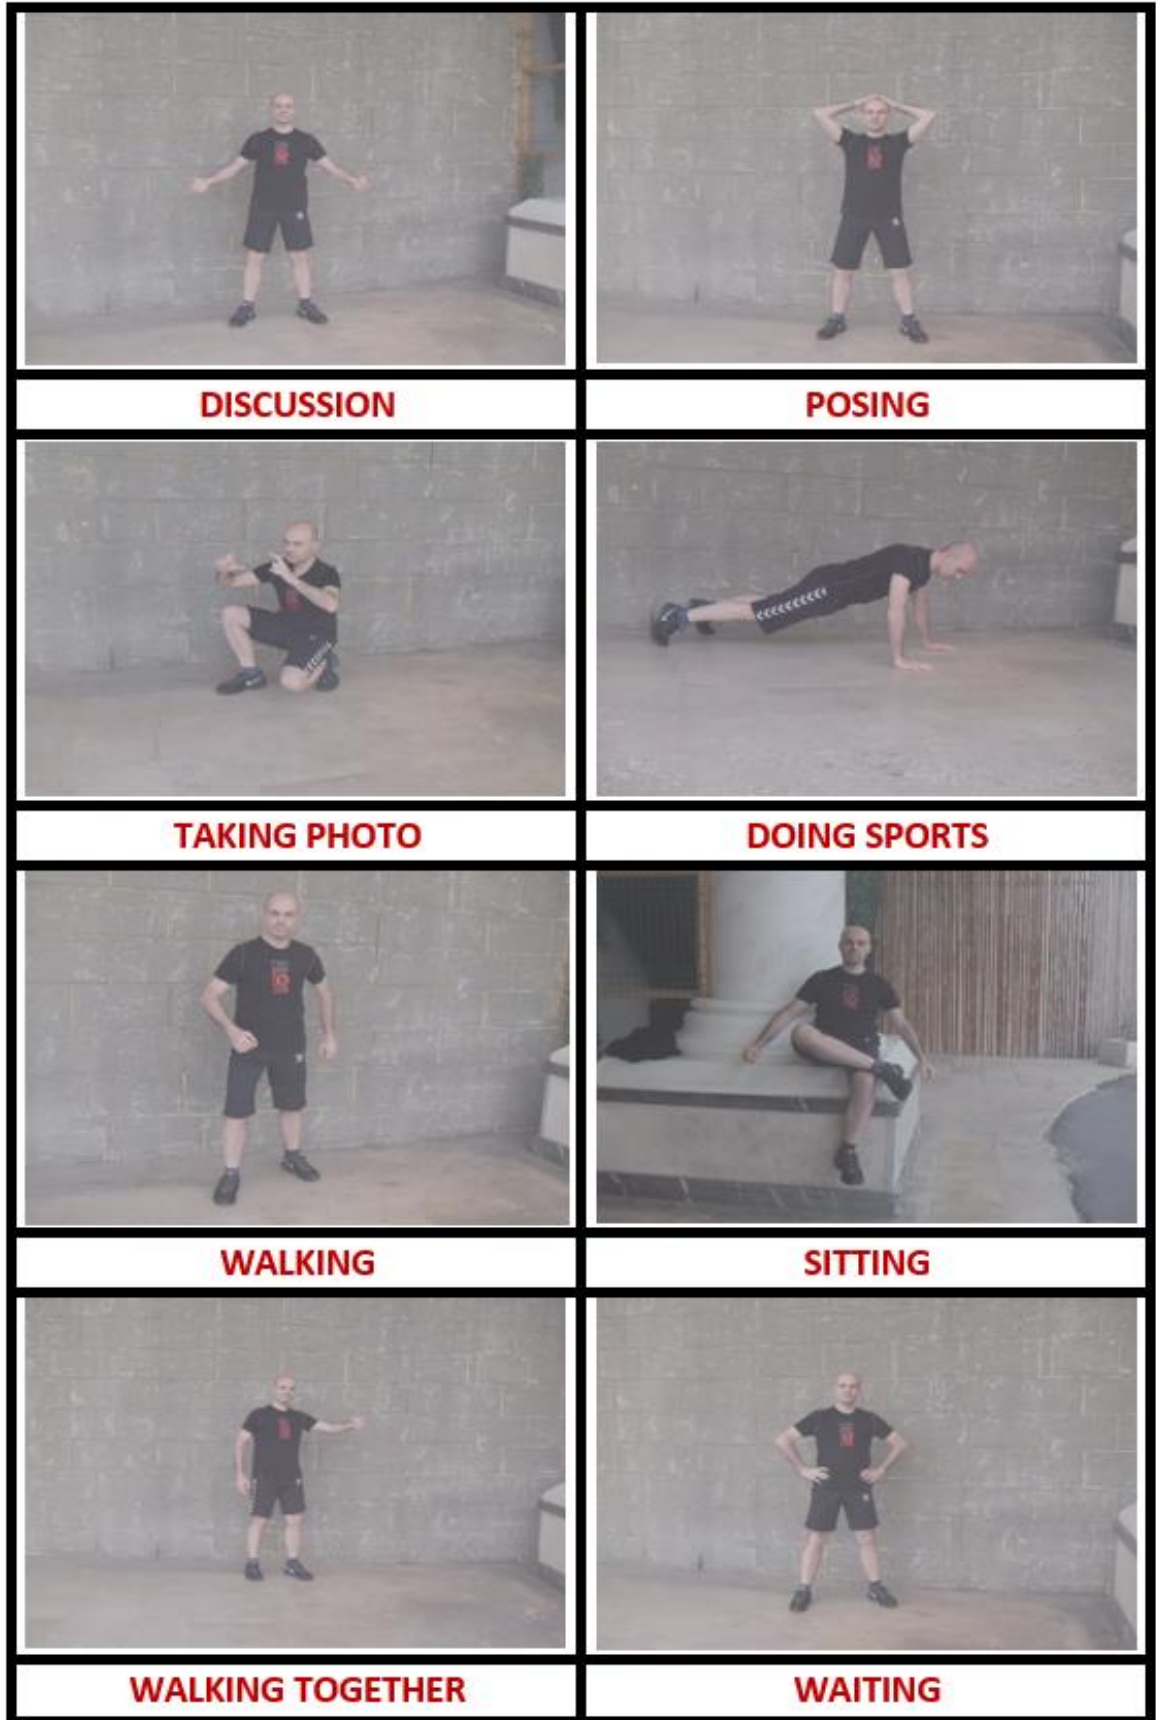 DISCUSSION
POSING
TAKING PHOTO
DOING SPORTS
WALKING
SITTING
WALKING TOGETHER
WAITING